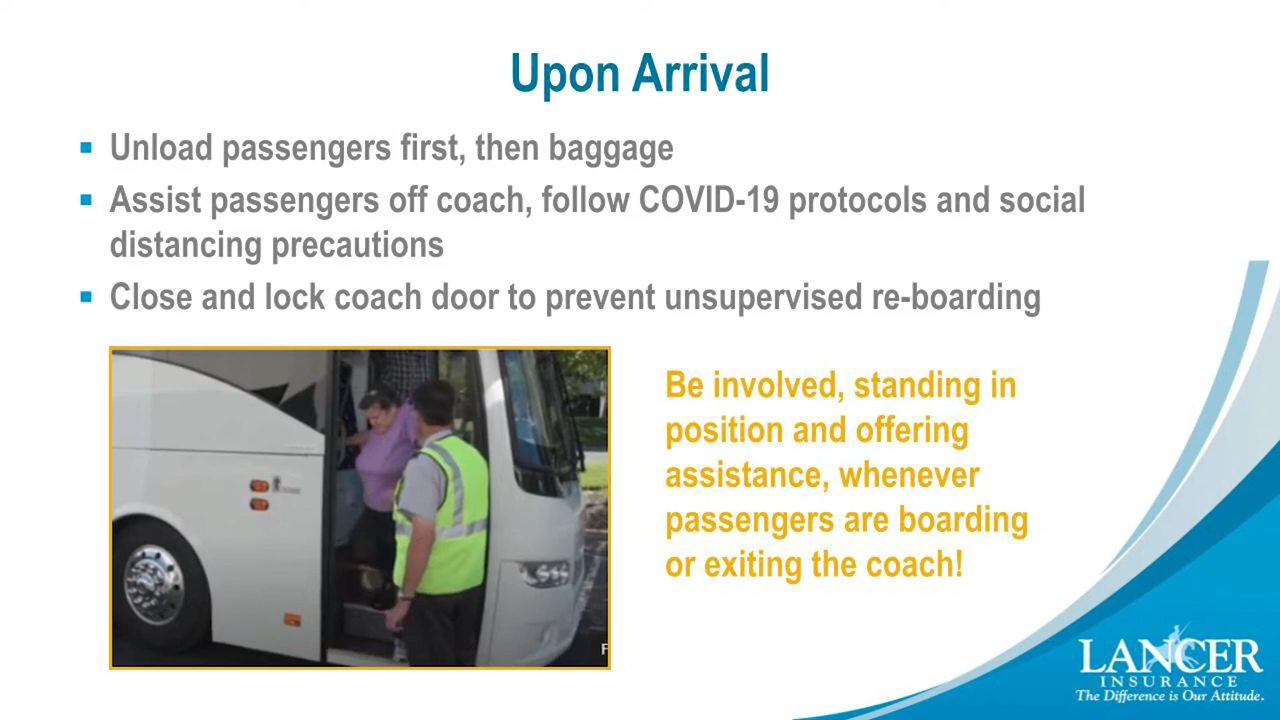 Upon Arrival
Unload passengers first, then baggage
Assist passengers off coach, follow COVID-19 protocols and social
distancing precautions
Close and lock coach door to prevent unsupervised re-boarding
Be involved, standing in
position and offering
assistance, whenever
passengers are boarding
or exiting the coach!
F
LANCER
INSURANCE
The Difference is Our Attitude.